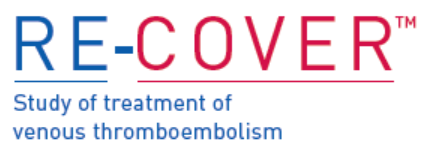 RE-COVER™
Study of treatment of
venous thromboembolism